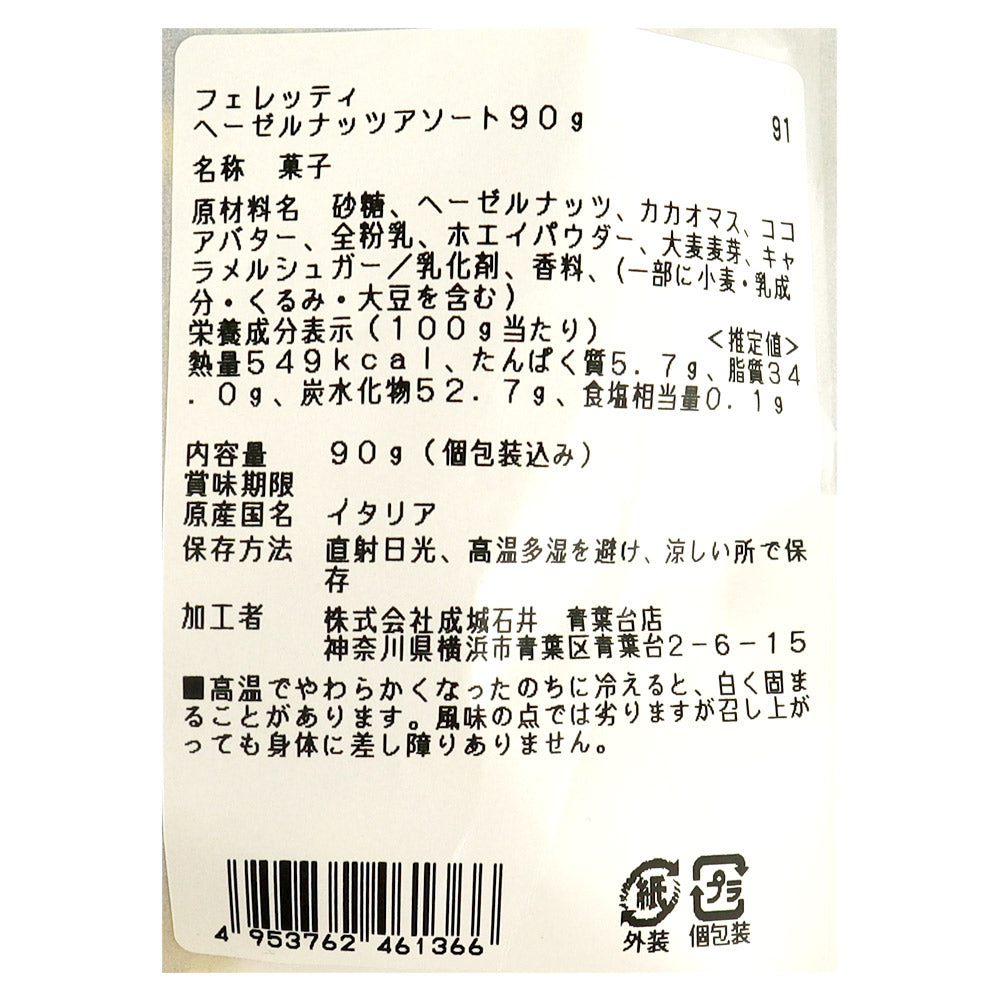 フェレッティ
ヘーゼルナッツアソート90g
91
名称 菓子
原材料名 砂糖、ヘーゼルナッツ、カカオマス、ココ
アバター、全粉乳、ホエイパウダー、大麦麦芽、キャ
ラメルシュガー/乳化剤、香料、(一部に小麦・乳成
分・くるみ・大豆を含む)
栄養成分表示(100g当たり) <推定値>
熱量549kcal、たんぱく質5.7g、脂質34
.0g、炭水化物52.7g、食塩相当量0.1g
内容量 90g(個包装込み)
賞味期限
原産国名 イタリア
保存方法 直射日光、高温多湿を避け、涼しい所で保
存
加工者 株式会社成城石井 青葉台店
神奈川県横浜市青葉区青葉台2-6-15
■高温でやわらかくなったのちに冷えると、白く固ま
ることがあります。風味の点では劣りますが召し上が
っても身体に差し障りありません。
4 953762 461366
紙 プラ
外装 個包装